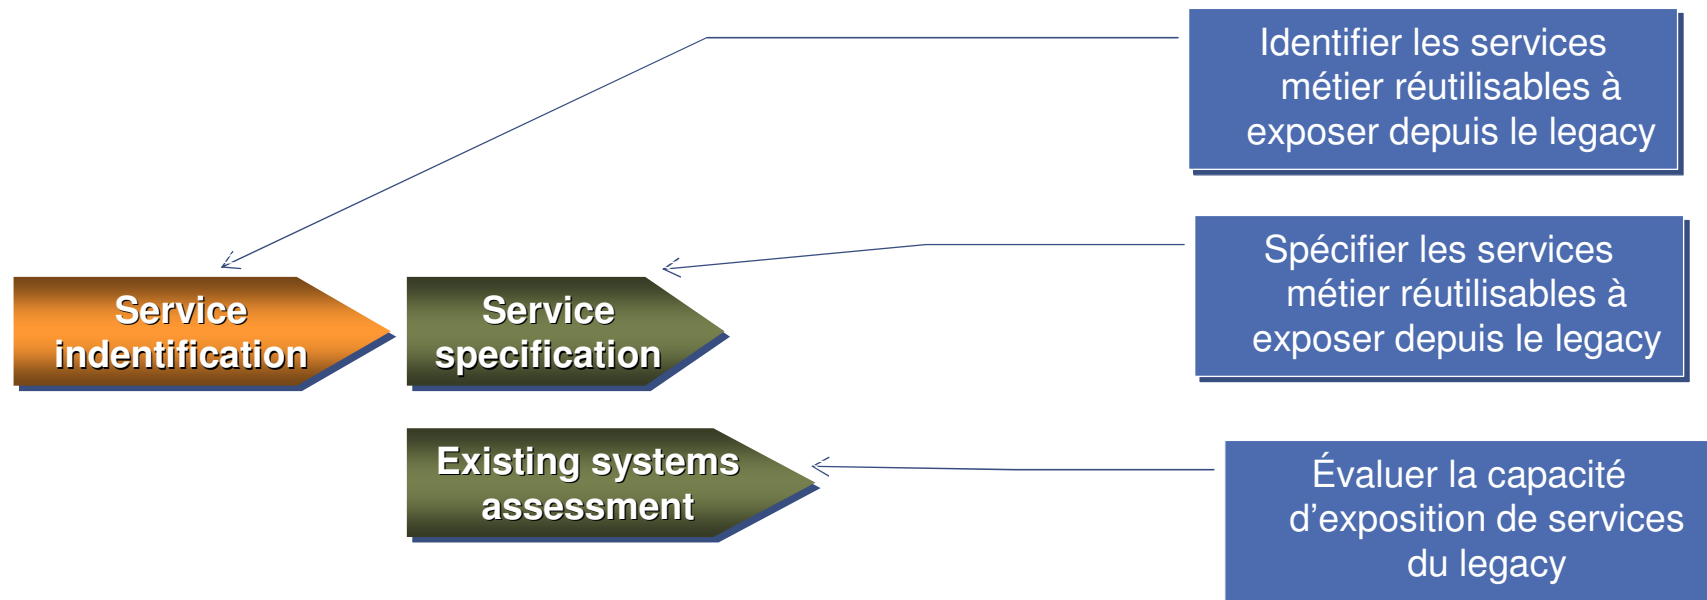 Identifier les services
métier réutilisables à
exposer depuis le legacy
Spécifier les services
métier réutilisables à
exposer depuis le legacy
Service
indentification
Service
specification
Existing systems
assessment
Évaluer la capacité
d’exposition de services
du legacy